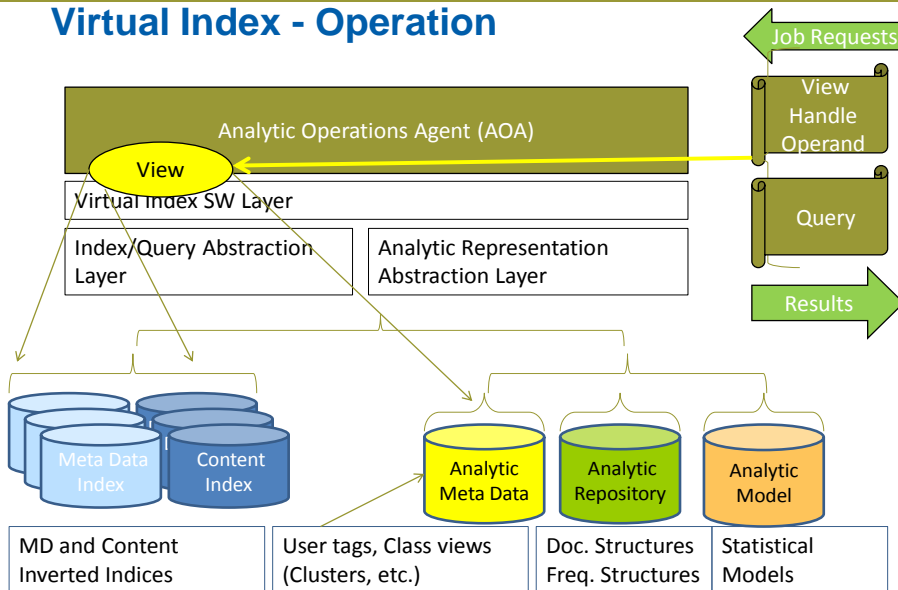 Virtual Index - Operation
Job Requests
View
Handle
Operand
Analytic Operations Agent (AOA)
View
Virtual Index SW Layer
Query
Index/Query Abstraction
Layer
Analytic Representation
Abstraction Layer
Results
Meta Data
Index
Content
Index
Analytic
Meta Data
Analytic
Repository
Analytic
Model
MD and Content
Inverted Indices
User tags, Class views
(Clusters, etc.)
Doc. Structures
Freq. Structures
Statistical
Models